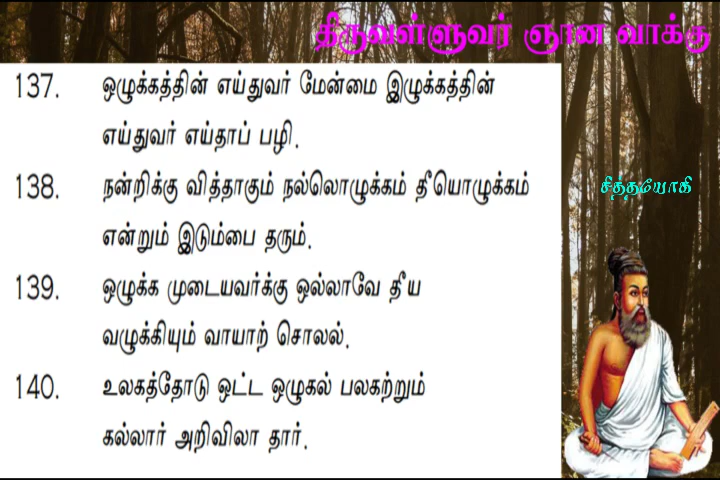 திருவள்ளுவர் ஞான வாக்கு
137. ஒழுக்கத்தின் எய்துவர் மேன்மை இழுக்கத்தின்
எய்துவர் எய்தாப் பழி.
138. நன்றிக்கு வித்தாகும் நல்லொழுக்கம் தீயொழுக்கம்
என்றும் இடும்பை தரும்.
139. ஒழுக்க முடையவர்க்கு ஒல்லாவே தீய
வழுக்கியும் வாயாற் சொலல்.
140. உலகத்தோடு ஒட்ட ஒழுகல் பலகற்றும்
கல்லார் அறிவிலா தார்.
சித்தயோகி